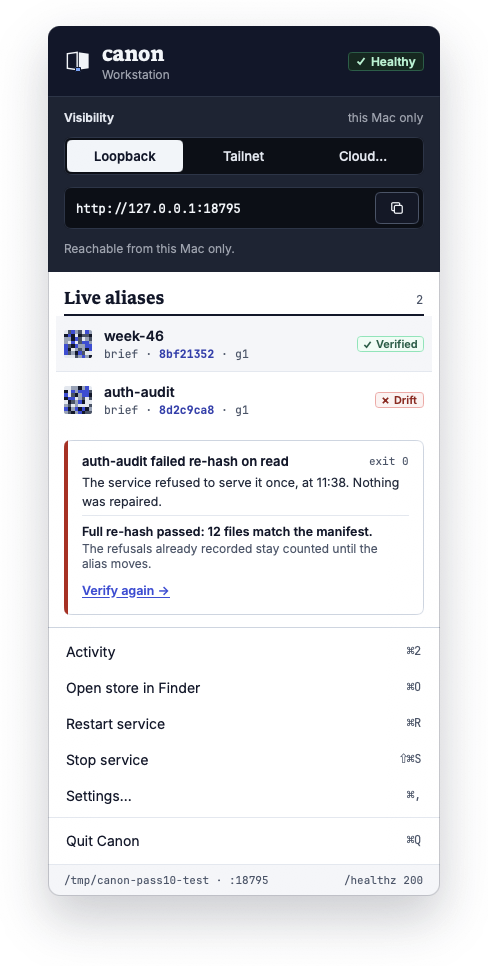 canon
Workstation
✓ Healthy
Visibility
this Mac only
Loopback
Tailnet
Cloud...
http://127.0.0.1:18795
Reachable from this Mac only.
Live aliases
2
week-46
brief · 8bf21352 · g1
✓ Verified
auth-audit
brief · 8d2c9ca8 · g1
× Drift
auth-audit failed re-hash on read
exit 0
The service refused to serve it once, at 11:38. Nothing
was repaired.
Full re-hash passed: 12 files match the manifest.
The refusals already recorded stay counted until the
alias moves.
Verify again →
Activity
⌘2
Open store in Finder
⌘O
Restart service
⌘R
Stop service
⇧⌘S
Settings...
⌘,
Quit Canon
⌘Q
/tmp/canon-pass10-test · :18795
/healthz 200